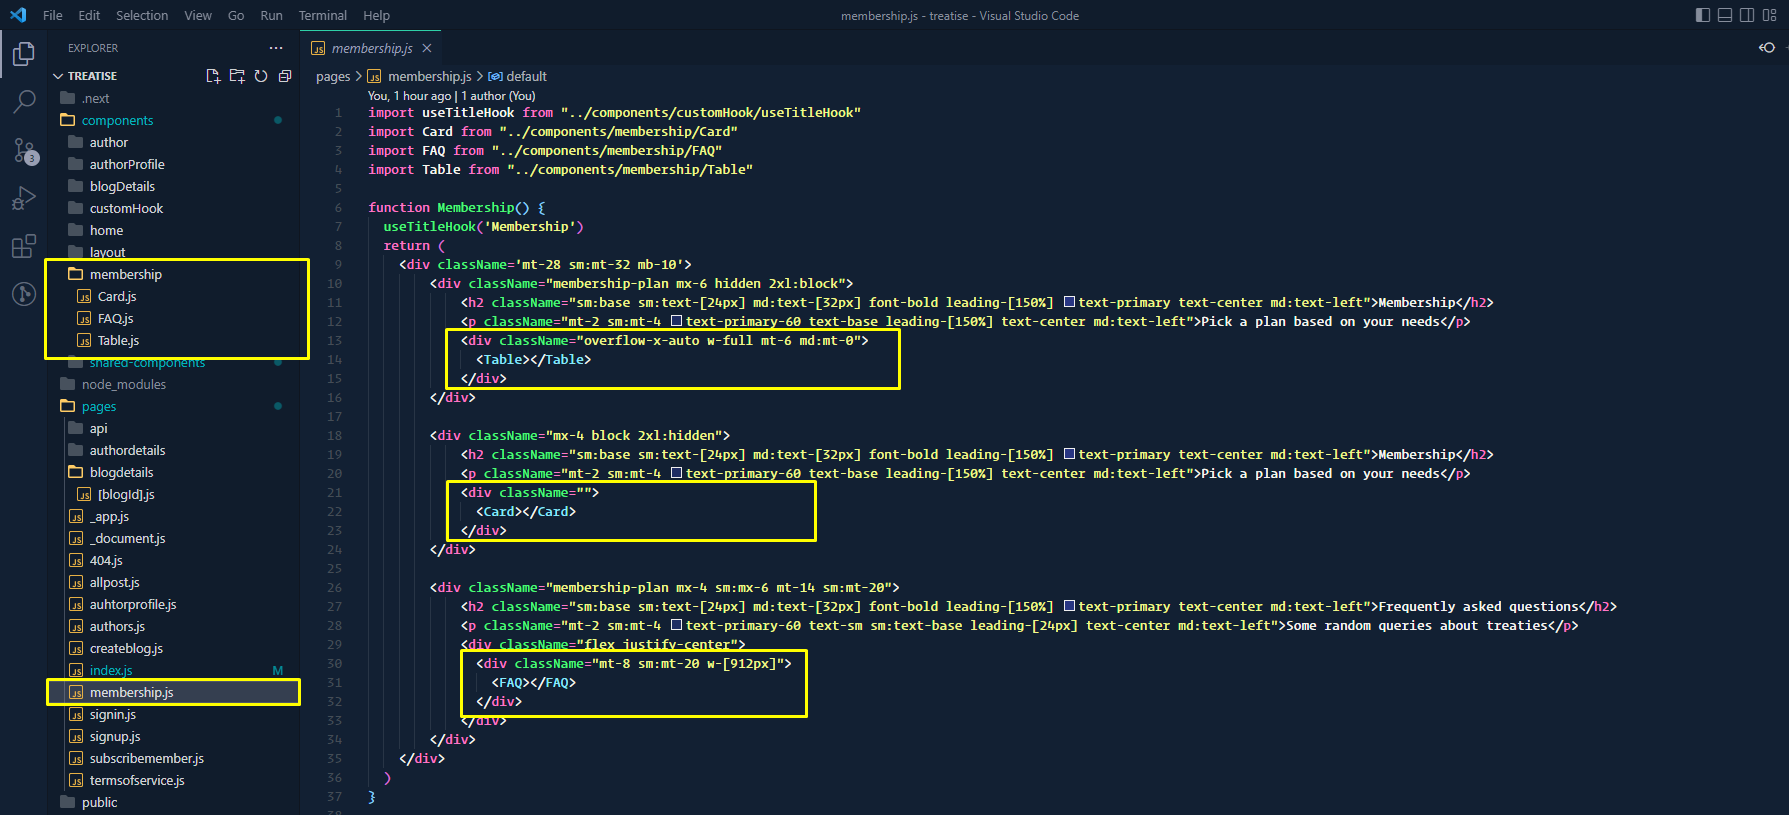 File Edit Selection View Go Run Terminal Help
membership.js - treatise - Visual Studio Code
EXPLORER
membership.js
TREATISE
pages > membership.js > default
.next
You, 1 hour ago | 1 author (You)
components
author
authorProfile
blogDetails
customHook
home
layout
membership
Card.js
FAQ.js
Table.js
shared-components
node_modules
pages
api
authordetails
blogdetails
[blogId].js
_app.js
_document.js
404.js
allpost.js
auhtorprofile.js
authors.js
createblog.js
index.js M
membership.js
signin.js
signup.js
subscribemember.js
termsofservice.js
public
3
1 import useTitleHook from "../components/customHook/useTitleHook"
2 import Card from "../components/membership/Card"
3 import FAQ from "../components/membership/FAQ"
4 import Table from "../components/membership/Table"
5
6 function Membership() {
7 useTitleHook('Membership')
8 return (
9 <div className='mt-28 sm:mt-32 mb-10'>
10 <div className="membership-plan mx-6 hidden 2xl:block">
11 <h2 className="sm:base sm:text-[24px] md:text-[32px] font-bold leading-[150%] text-primary text-center md:text-left">Membership</h2>
12 <p className="mt-2 sm:mt-4 text-primary-60 text-base leading-[150%] text-center md:text-left">Pick a plan based on your needs</p>
13 <div className="overflow-x-auto w-full mt-6 md:mt-0">
14 <Table></Table>
15 </div>
16 </div>
17
18 <div className="mx-4 block 2xl:hidden">
19 <h2 className="sm:base sm:text-[24px] md:text-[32px] font-bold leading-[150%] text-primary text-center md:text-left">Membership</h2>
20 <p className="mt-2 sm:mt-4 text-primary-60 text-base leading-[150%] text-center md:text-left">Pick a plan based on your needs</p>
21 <div className="">
22 <Card></Card>
23 </div>
24 </div>
25
26 <div className="membership-plan mx-4 sm:mx-6 mt-14 sm:mt-20">
27 <h2 className="sm:base sm:text-[24px] md:text-[32px] font-bold leading-[150%] text-primary text-center md:text-left">Frequently asked questions</h2>
28 <p className="mt-2 sm:mt-4 text-primary-60 text-sm sm:text-base leading-[24px] text-center md:text-left">Some random queries about treaties</p>
29 <div className="flex justify-center">
30 <div className="mt-8 sm:mt-20 w-[912px]">
31 <FAQ></FAQ>
32 </div>
33 </div>
34 </div>
35 </div>
36 )
37 }
38